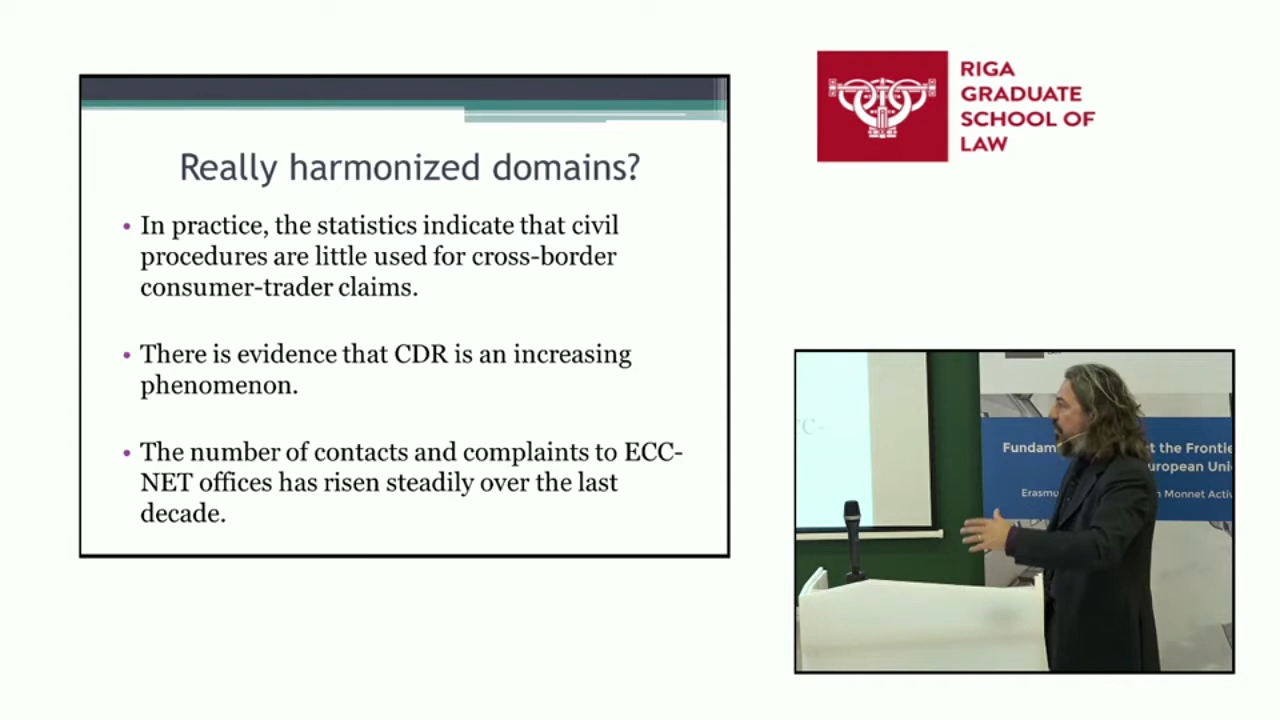 Really harmonized domains?
• In practice, the statistics indicate that civil
procedures are little used for cross-border
consumer-trader claims.
• There is evidence that CDR is an increasing
phenomenon.
• The number of contacts and complaints to ECC-
NET offices has risen steadily over the last
decade.
RIGA
GRADUATE
SCHOOL OF
LAW
t the Frontie
uropean Uni
Monnet Activ